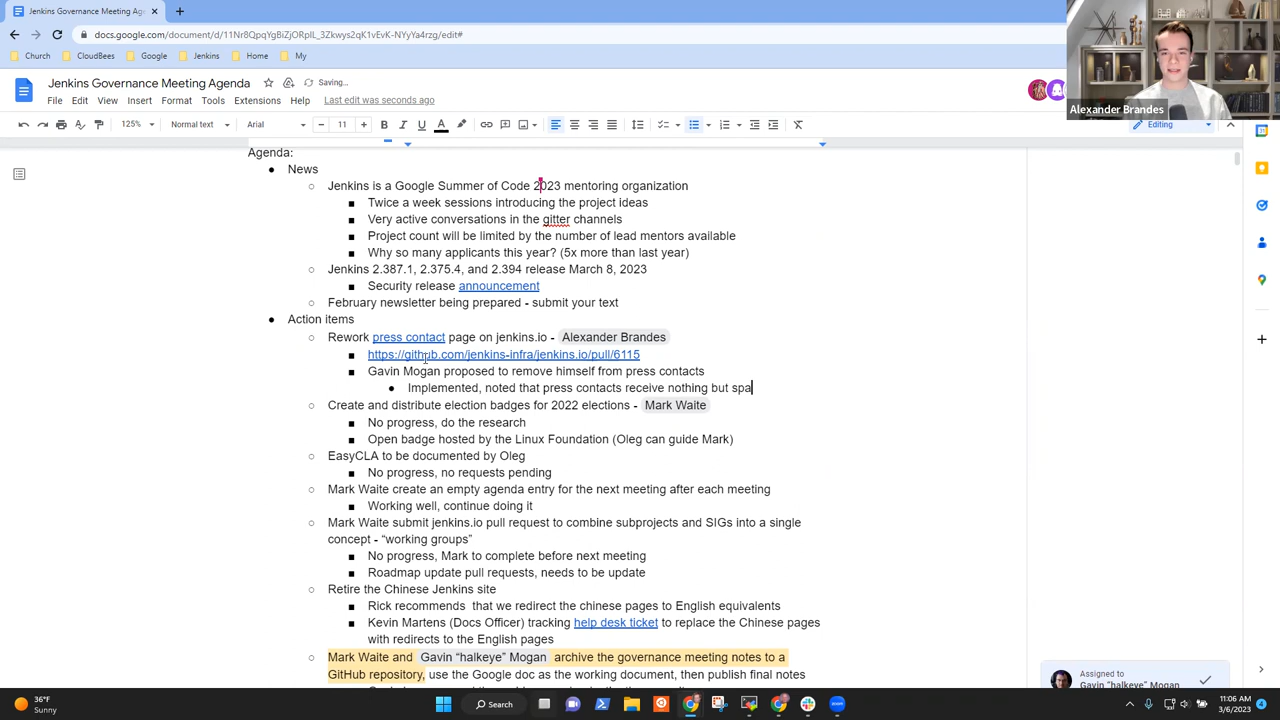 Jenkins Governance Meeting Agenda
docs.google.com/document/d/11Nr8QpqYgBiZjORpIL_3Zkwys2qK1vEvK-NYyYa4rzg/edit#
Church CloudBees Google Jenkins Home My
Alexander Brandes
Jenkins Governance Meeting Agenda Saving...
File Edit View Insert Format Tools Extensions Help Last edit was seconds ago
125% Normal text Arial 11 Editing
Agenda:
News
Jenkins is a Google Summer of Code 2023 mentoring organization
Twice a week sessions introducing the project ideas
Very active conversations in the gitter channels
Project count will be limited by the number of lead mentors available
Why so many applicants this year? (5x more than last year)
Jenkins 2.387.1, 2.375.4, and 2.394 release March 8, 2023
Security release announcement
February newsletter being prepared - submit your text
Action items
Rework press contact page on jenkins.io - Alexander Brandes
https://github.com/jenkins-infra/jenkins.io/pull/6115
Gavin Mogan proposed to remove himself from press contacts
Implemented, noted that press contacts receive nothing but spa
Create and distribute election badges for 2022 elections - Mark Waite
No progress, do the research
Open badge hosted by the Linux Foundation (Oleg can guide Mark)
EasyCLA to be documented by Oleg
No progress, no requests pending
Mark Waite create an empty agenda entry for the next meeting after each meeting
Working well, continue doing it
Mark Waite submit jenkins.io pull request to combine subprojects and SIGs into a single
concept - “working groups”
No progress, Mark to complete before next meeting
Roadmap update pull requests, needs to be update
Retire the Chinese Jenkins site
Rick recommends that we redirect the chinese pages to English equivalents
Kevin Martens (Docs Officer) tracking help desk ticket to replace the Chinese pages
with redirects to the English pages
Mark Waite and Gavin “halkeye” Mogan archive the governance meeting notes to a
GitHub repository, use the Google doc as the working document, then publish final notes
Assigned to
Gavin "halkeye" Mogan
36°F
Sunny
Search
11:06 AM
3/6/2023